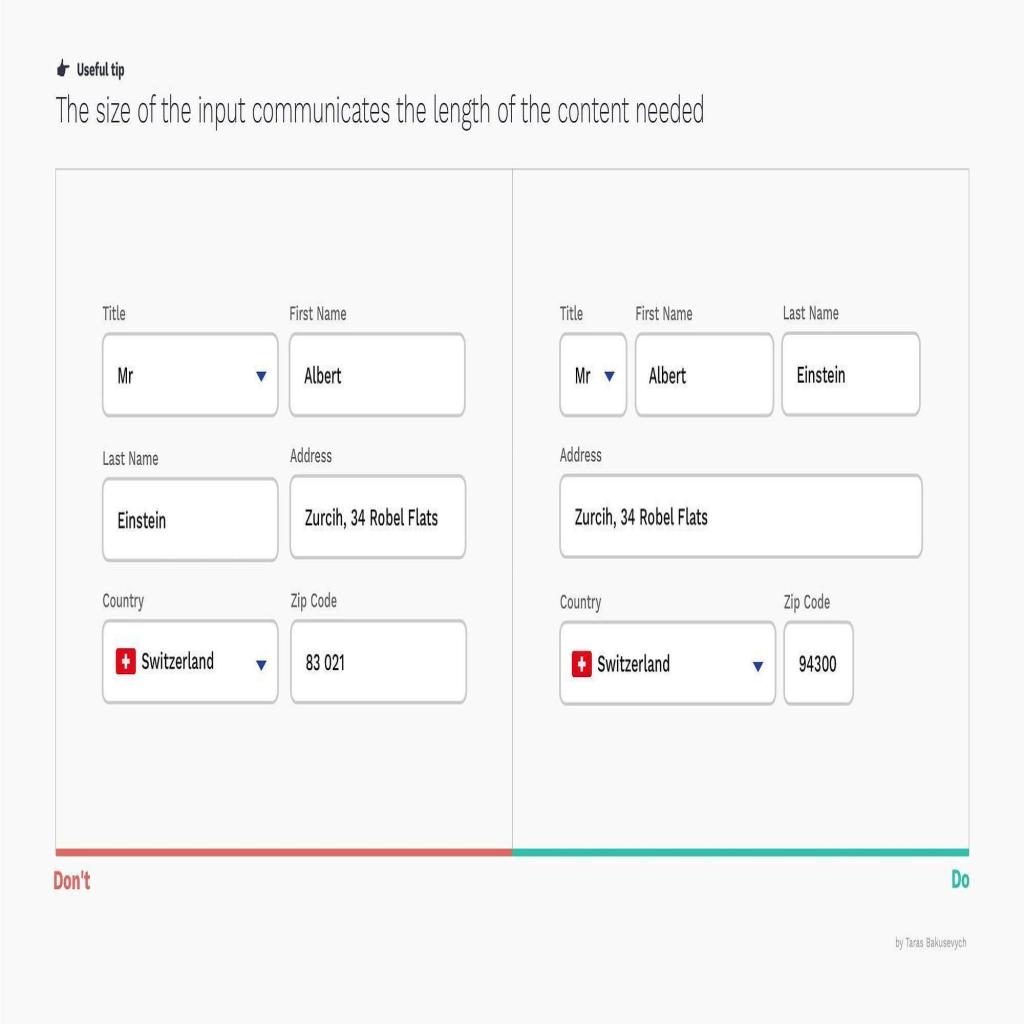 Useful tip
The size of the input communicates the length of the content needed
Title
First Name
Mr
Albert
Last Name
Address
Einstein
Zurcih, 34 Robel Flats
Country
Zip Code
Switzerland
83 021
Title
First Name
Last Name
Mr
Albert
Einstein
Address
Zurcih, 34 Robel Flats
Country
Zip Code
Switzerland
94300
Don't
Do
by Taras Bakusevych